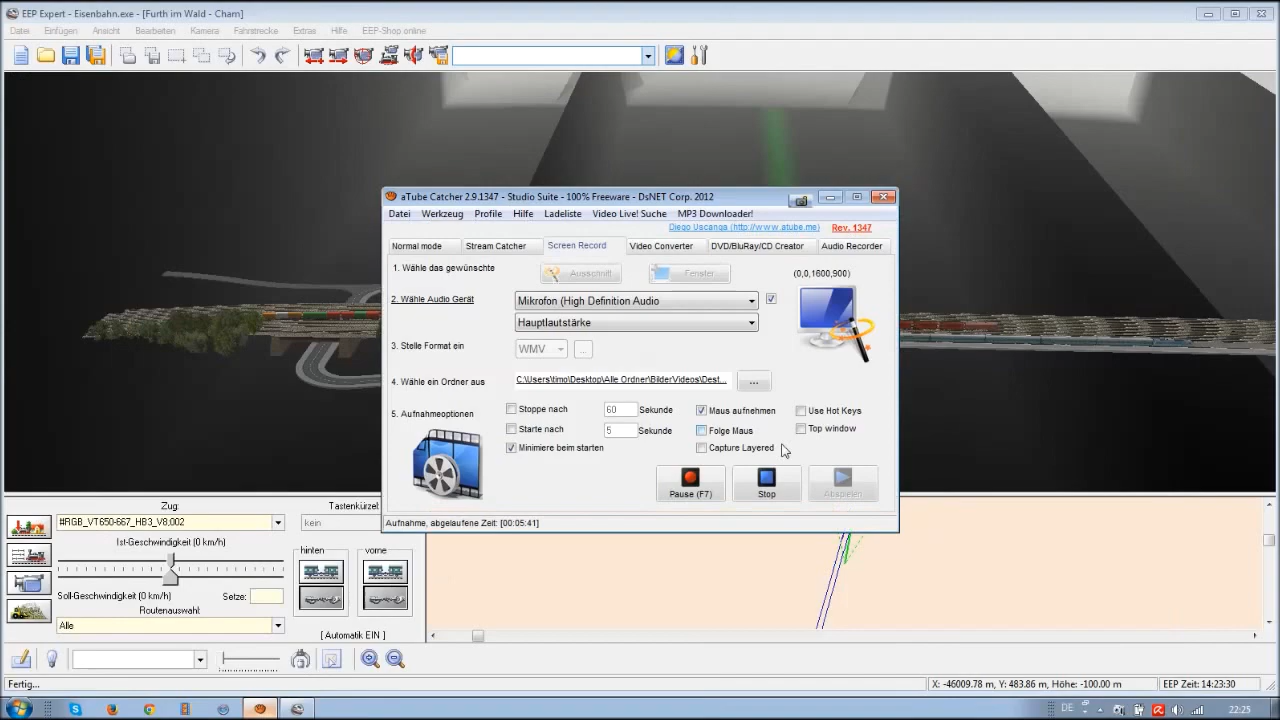 EEP Expert - Eisenbahn.exe - [Furth im Wald - Cham]
Datei Einfügen Ansicht Bearbeiten Kamera Fahrstrecke Extras Hilfe EEP-Shop online
aTube Catcher 2.9.1347 - Studio Suite - 100% Freeware - DsNET Corp. 2012
Datei Werkzeug Profile Hilfe Ladeliste Video Live! Suche MP3 Downloader!
Diego Uscanga (http://www.atube.me) Rev. 1347
Normal mode Stream Catcher Screen Record Video Converter DVD/BluRay/CD Creator Audio Recorder
1. Wähle das gewünschte Ausschnitt Fenster (0,0,1600,900)
2. Wähle Audio Gerät Mikrofon (High Definition Audio
Hauptlautstärke
3. Stelle Format ein WMV ...
4. Wähle ein Ordner aus C:\Users\timo\Desktop\Alle Ordner\BilderVideos\Dest... ...
5. Aufnahmeoptionen Stoppe nach 60 Sekunde Maus aufnehmen Use Hot Keys
Starte nach 5 Sekunde Folge Maus Top window
Minimiere beim starten Capture Layered
Pause (F7) Stop Abspielen
Aufnahme, abgelaufene Zeit: [00:05:41]
Zug: Tastenkürzel:
#RGB_VT650-667_HB3_V8;002 kein
Ist-Geschwindigkeit (0 km/h) hinten vorne
Soll-Geschwindigkeit (0 km/h) Setze:
Routenauswahl:
Alle
[ Automatik EIN ]
Fertig... X: -46009.78 m, Y: 483.86 m, Höhe: -100.00 m EEP Zeit: 14:23:30
DE 22:25